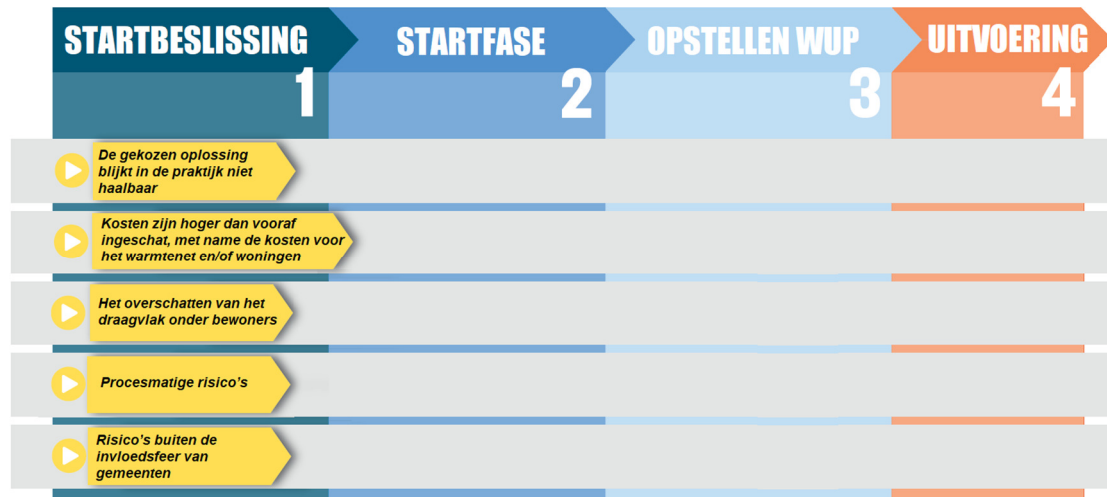 STARTBESLISSING
1
STARTFASE
2
OPSTELLEN WUP
3
UITVOERING
4
De gekozen oplossing
blijkt in de praktijk niet
haalbaar
Kosten zijn hoger dan vooraf
ingeschat, met name de kosten voor
het warmtenet en/of woningen
Het overschatten van het
draagvlak onder bewoners
Procesmatige risico's
Risico's buiten de
invloedsfeer van
gemeenten